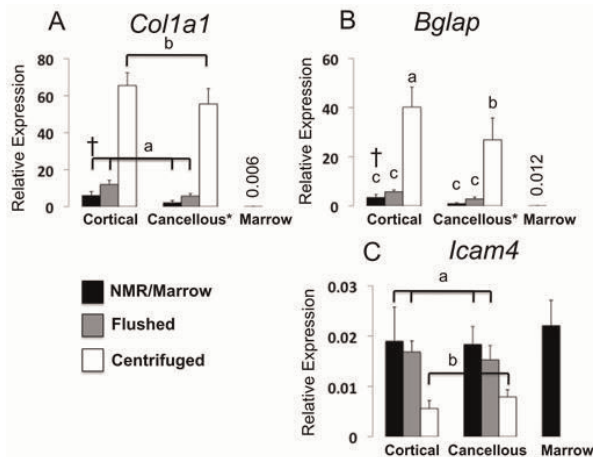 A Col1a1
b
80
60
40
20
0
Relative Expression
†
a
0.006
Cortical Cancellous* Marrow
B Bglap
60
40
20
0
Relative Expression
a
b
†
c c
c c
0.012
Cortical Cancellous* Marrow
NMR/Marrow
Flushed
Centrifuged
C Icam4
0.03
0.02
0.01
0
Relative Expression
a
b
Cortical Cancellous Marrow